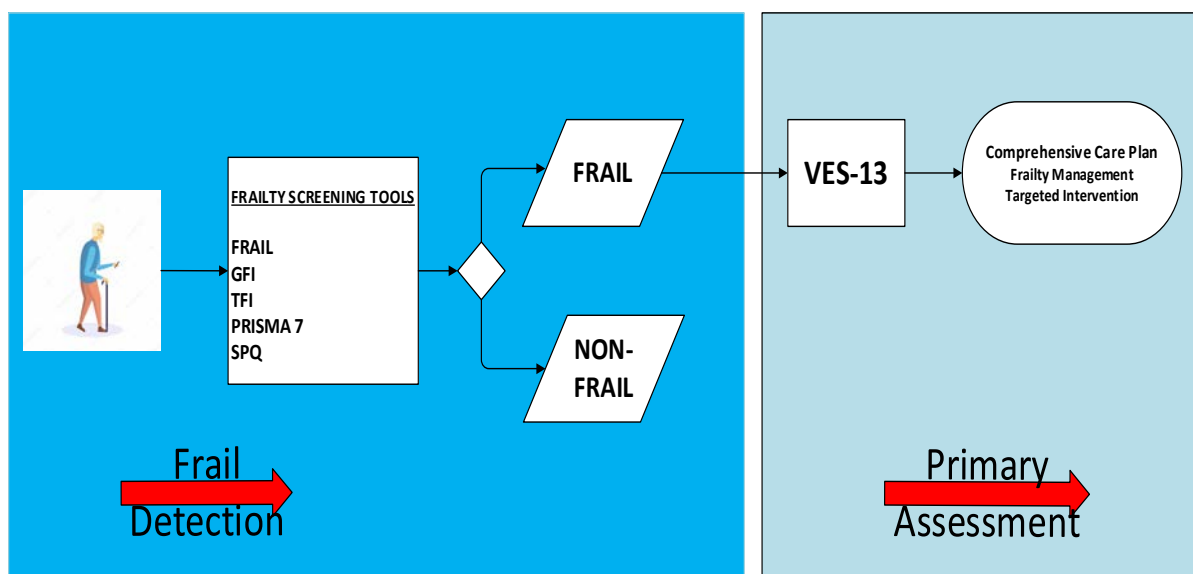 FRAILTY SCREENING TOOLS
FRAIL
GFI
TFI
PRISMA 7
SPQ
FRAIL
NON-
FRAIL
Frail
Detection
VES-13
Comprehensive Care Plan
Frailty Management
Targeted Intervention
Primary
Assessment